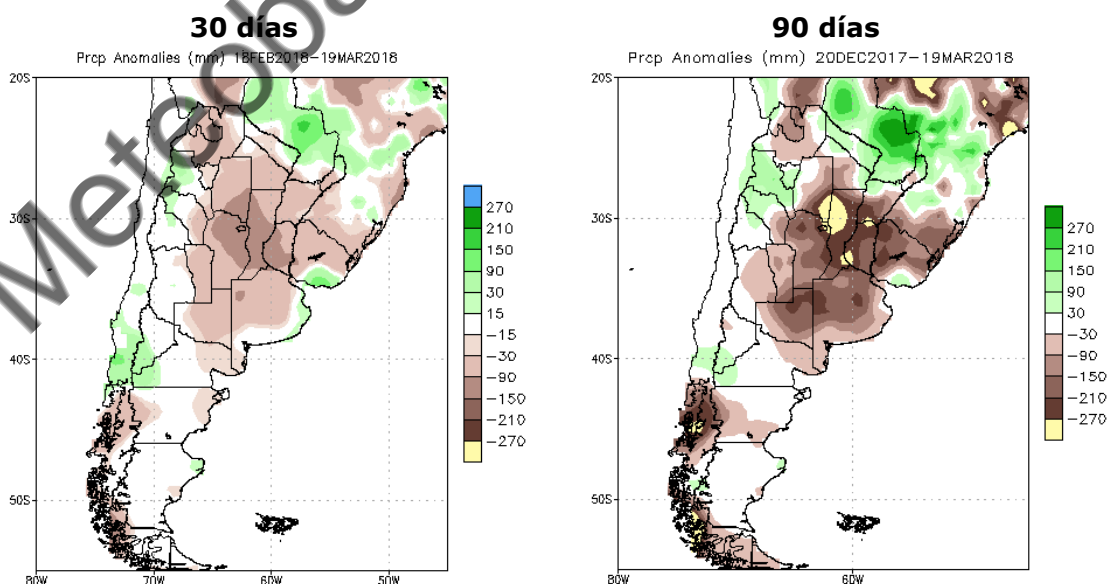 30 días
Prcp Anomalies (mm) 18FEB2018-19MAR2018
20S
30S
40S
50S
80W
70W
60W
50W
270
210
150
90
30
15
-15
-30
-90
-150
-210
-270
90 días
Prcp Anomalies (mm) 20DEC2017-19MAR2018
20S
30S
40S
50S
80W
60W
270
210
150
90
30
-30
-90
-150
-210
-270
Meteoba